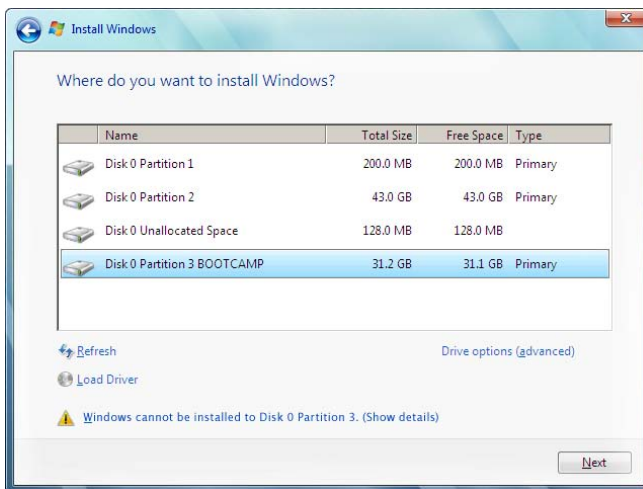 Install Windows
Where do you want to install Windows?
Name Total Size Free Space Type
Disk 0 Partition 1 200.0 MB 200.0 MB Primary
Disk 0 Partition 2 43.0 GB 43.0 GB Primary
Disk 0 Unallocated Space 128.0 MB 128.0 MB
Disk 0 Partition 3 BOOTCAMP 31.2 GB 31.1 GB Primary
Refresh Drive options (advanced)
Load Driver
Windows cannot be installed to Disk 0 Partition 3. (Show details)
Next